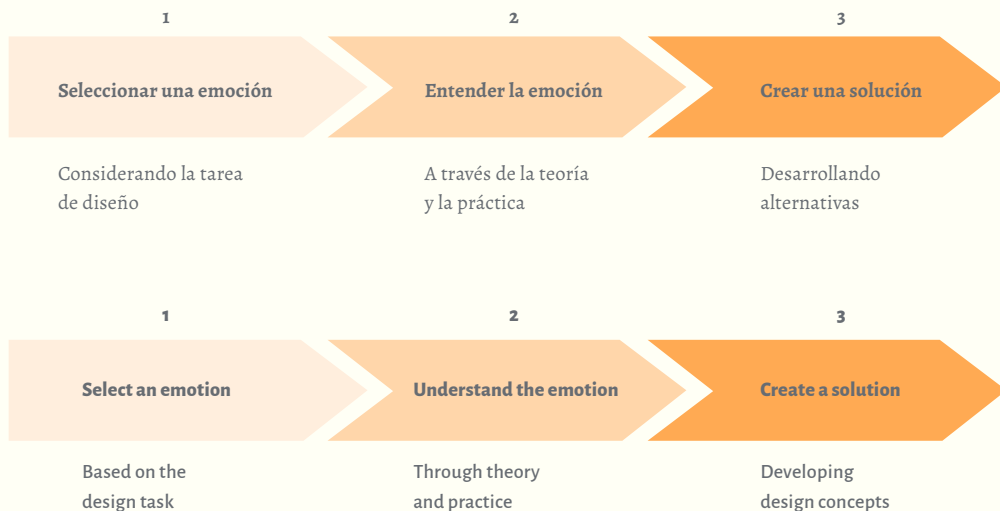 1
2
3
Seleccionar una emoción
Entender la emoción
Crear una solución
Considerando la tarea
de diseño
A través de la teoría
y la práctica
Desarrollando
alternativas
1
2
3
Select an emotion
Understand the emotion
Create a solution
Based on the
design task
Through theory
and practice
Developing
design concepts